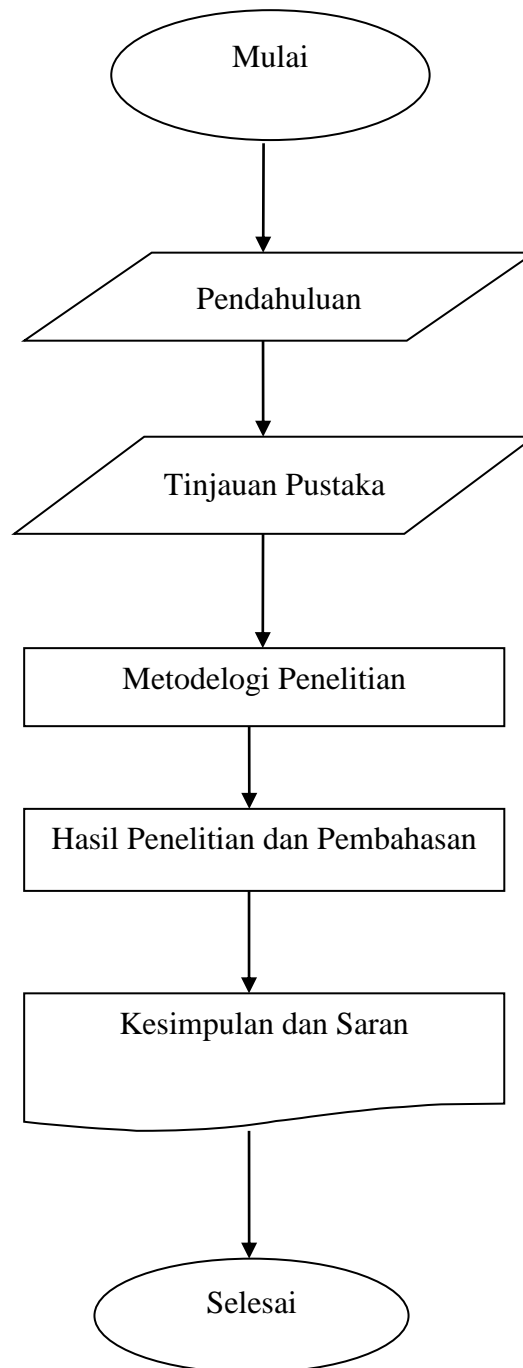 Mulai
Pendahuluan
Tinjauan Pustaka
Metodelogi Penelitian
Hasil Penelitian dan Pembahasan
Kesimpulan dan Saran
Selesai